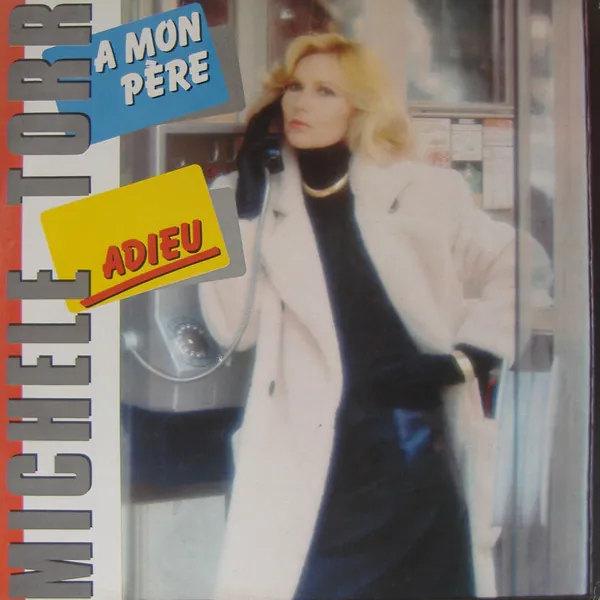 MICHELE TORR
A MON
PÈRE
ADIEU